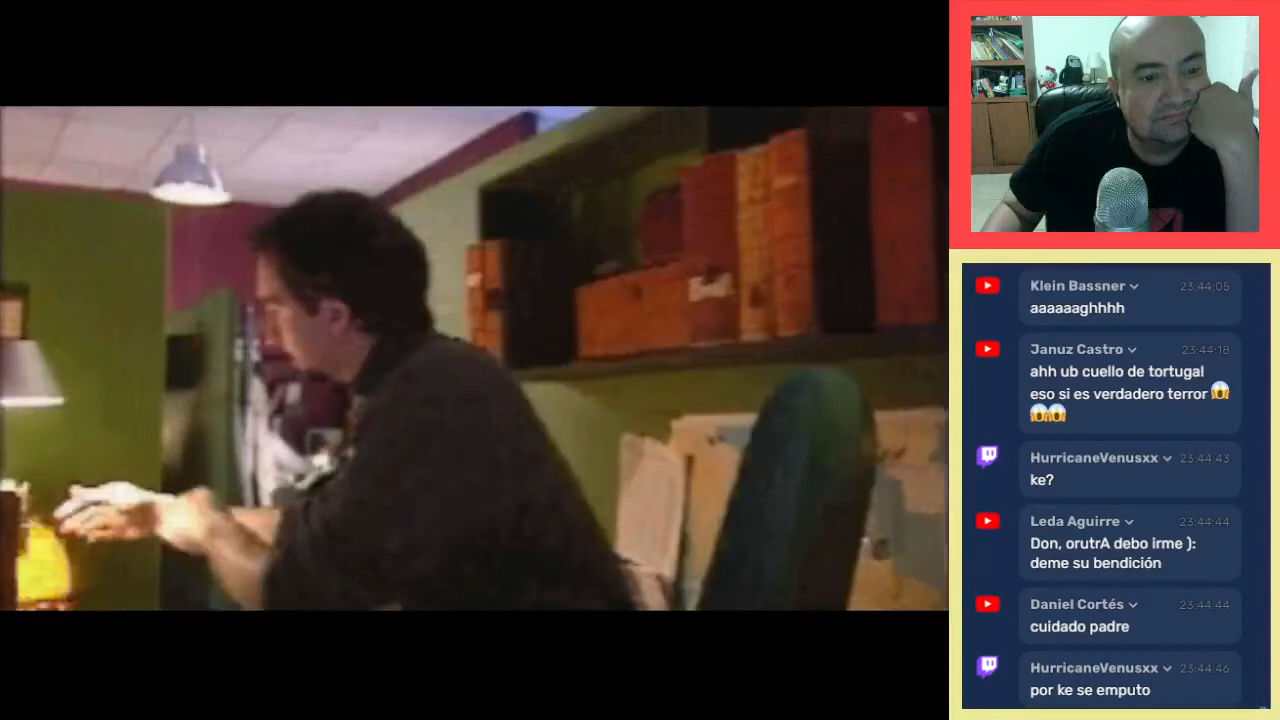 Klein Bassner 23:44:05
aaaaaaghhhh
Januz Castro 23:44:18
ahh ub cuello de tortugal
eso si es verdadero terror 😱
😱😱
HurricaneVenusxx 23:44:43
ke?
Leda Aguirre 23:44:44
Don, orutrA debo irme ):
deme su bendición
Daniel Cortés 23:44:44
cuidado padre
HurricaneVenusxx 23:44:46
por ke se emputo